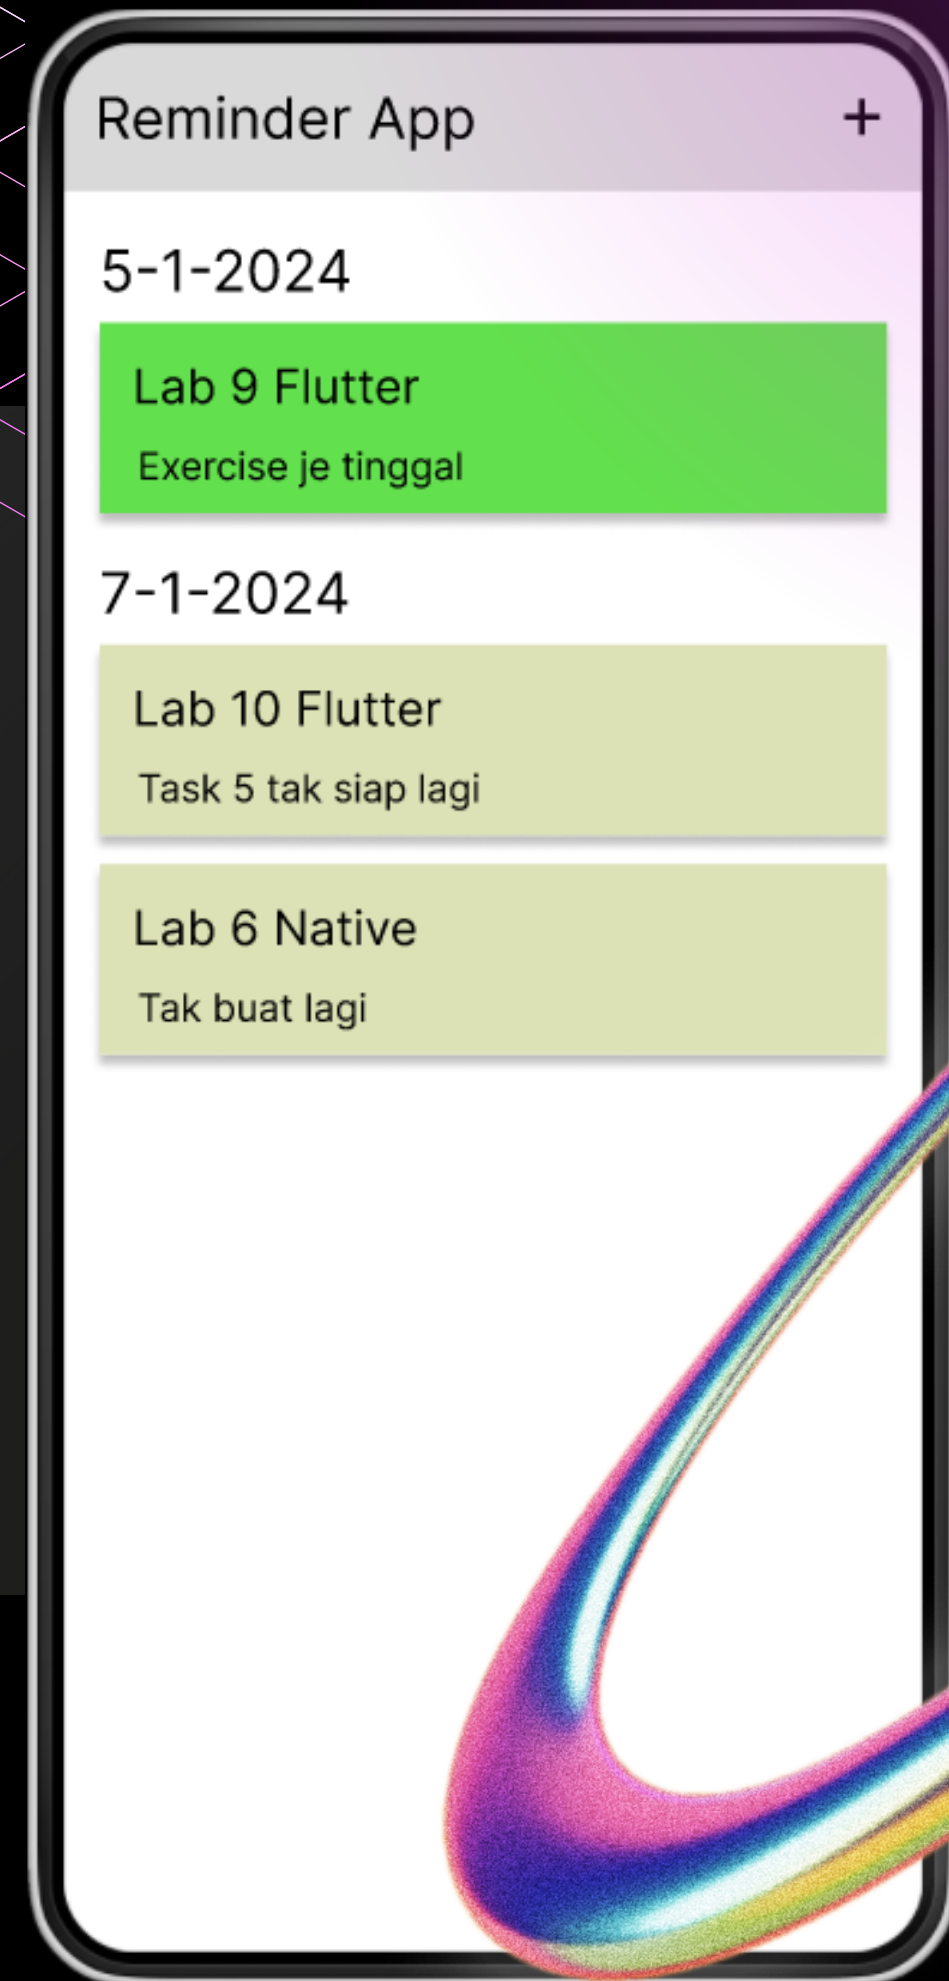 Reminder App +
5-1-2024
Lab 9 Flutter
Exercise je tinggal
7-1-2024
Lab 10 Flutter
Task 5 tak siap lagi
Lab 6 Native
Tak buat lagi